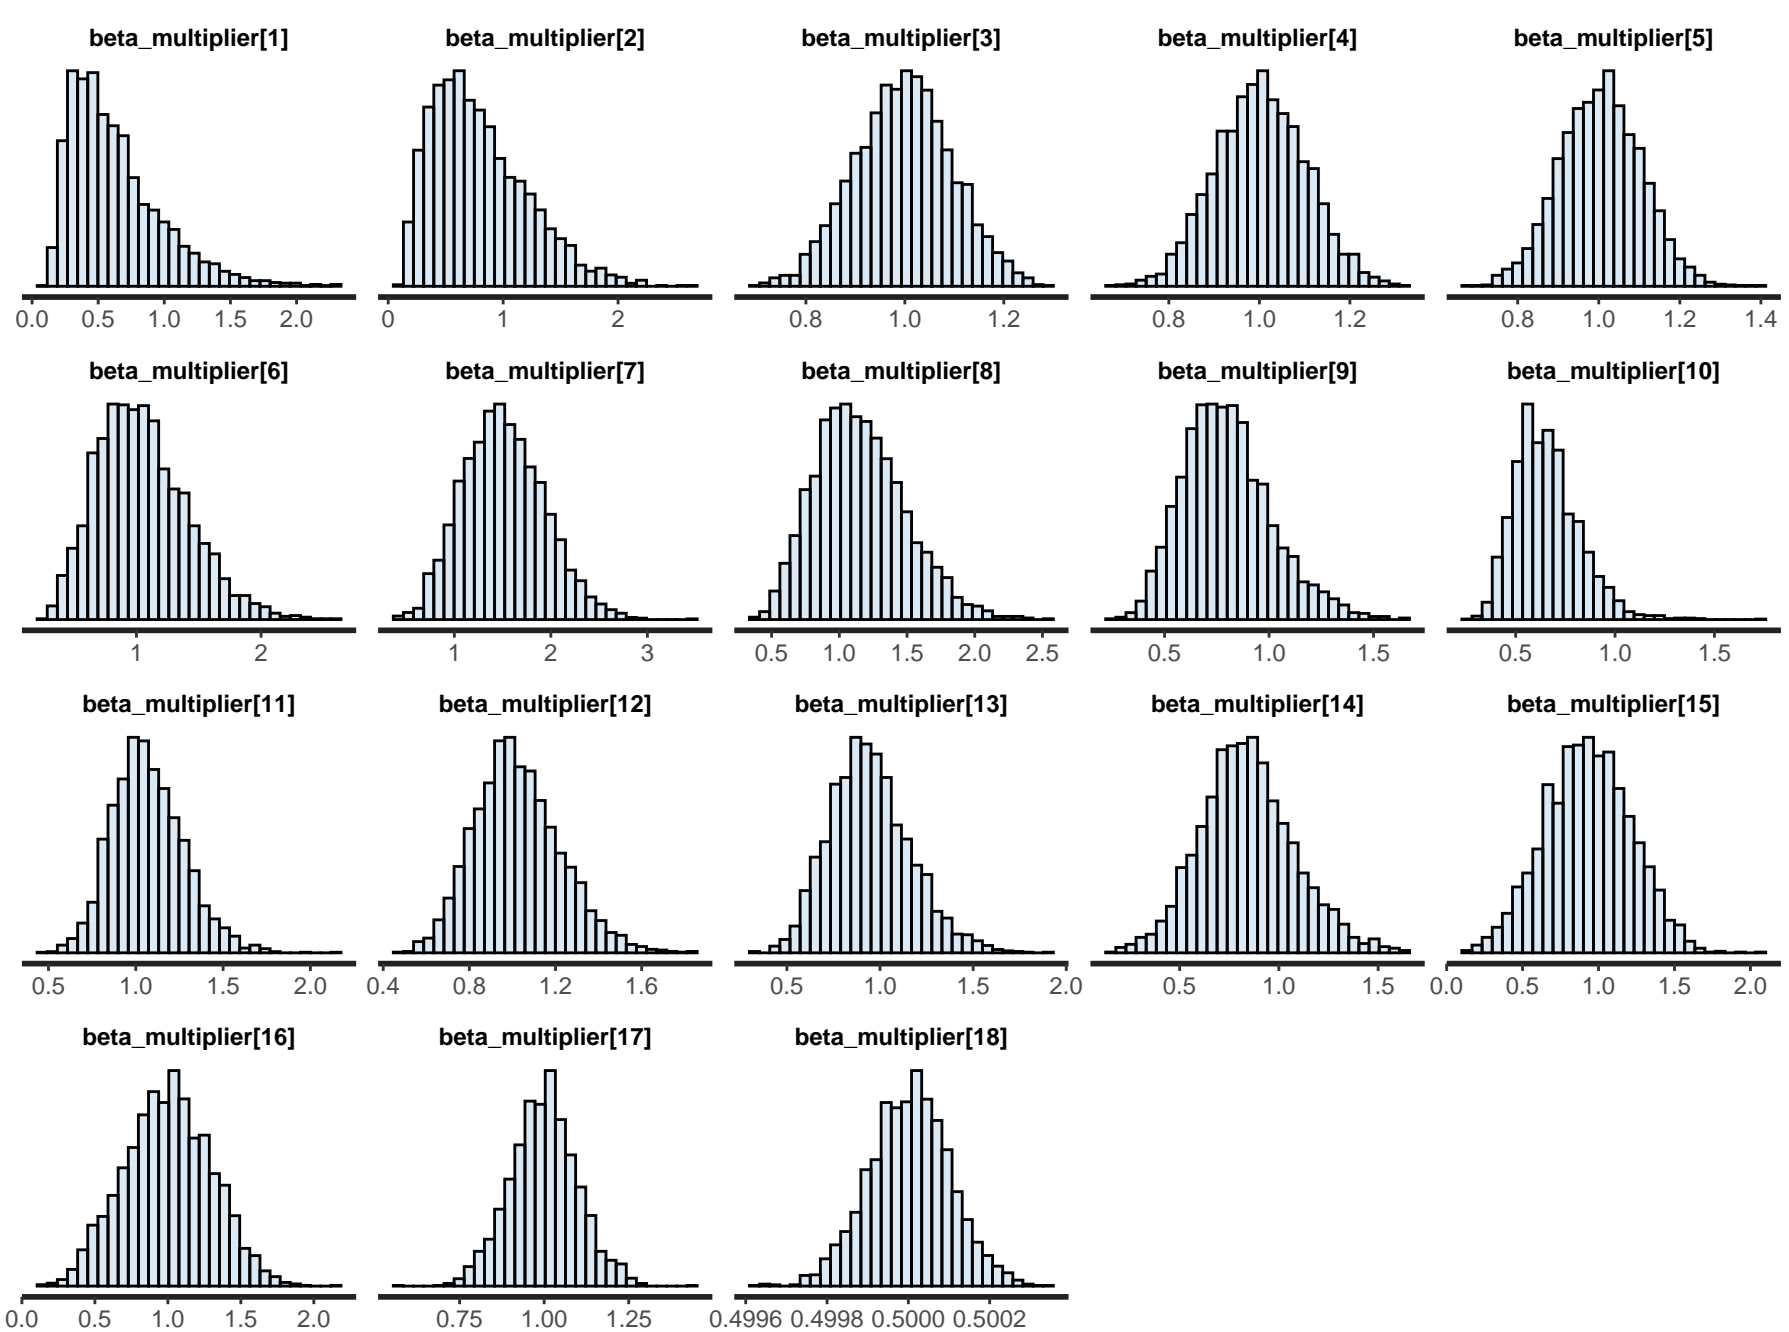 beta_multiplier[1] beta_multiplier[2] beta_multiplier[3] beta_multiplier[4] beta_multiplier[5]
0.0 0.5 1.0 1.5 2.0 0 1 2 0.8 1.0 1.2 0.8 1.0 1.2 0.8 1.0 1.2 1.4
beta_multiplier[6] beta_multiplier[7] beta_multiplier[8] beta_multiplier[9] beta_multiplier[10]
1 2 1 2 3 0.5 1.0 1.5 2.0 2.5 0.5 1.0 1.5 0.5 1.0 1.5
beta_multiplier[11] beta_multiplier[12] beta_multiplier[13] beta_multiplier[14] beta_multiplier[15]
0.5 1.0 1.5 2.0 0.4 0.8 1.2 1.6 0.5 1.0 1.5 2.0 0.5 1.0 1.5 0.0 0.5 1.0 1.5 2.0
beta_multiplier[16] beta_multiplier[17] beta_multiplier[18]
0.0 0.5 1.0 1.5 2.0 0.75 1.00 1.25 0.4996 0.4998 0.5000 0.5002